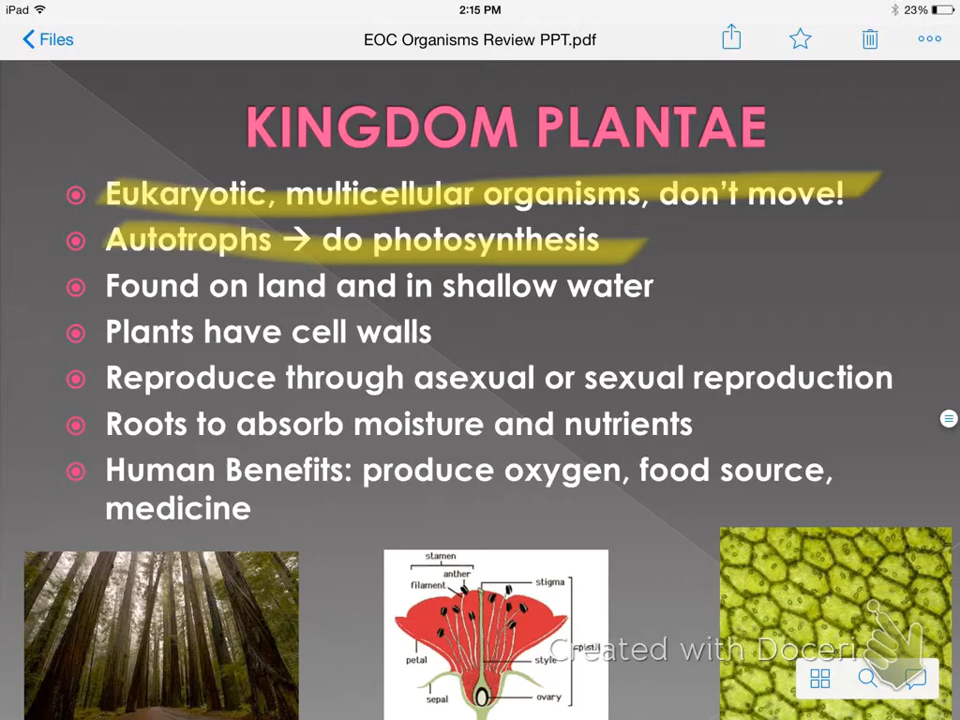 iPad 2:15 PM 23%
Files EOC Organisms Review PPT.pdf
KINGDOM PLANTAE
Eukaryotic, multicellular organisms, don't move!
Autotrophs → do photosynthesis
Found on land and in shallow water
Plants have cell walls
Reproduce through asexual or sexual reproduction
Roots to absorb moisture and nutrients
Human Benefits: produce oxygen, food source,
medicine
stamen
anther
filament
stigma
petal
pistil
style
sepal
ovary
Created with Doceri